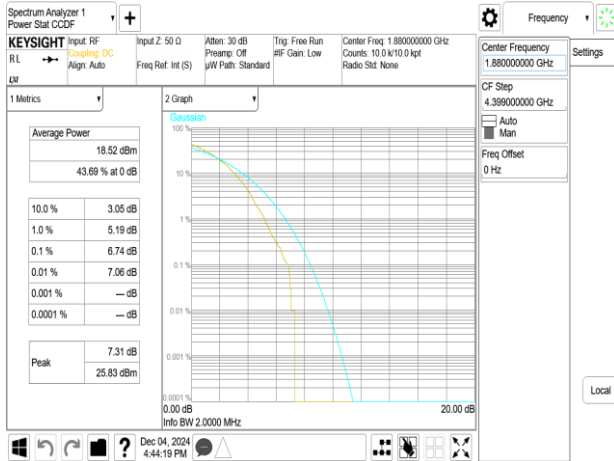 Spectrum Analyzer 1
Power Stat CCDF
KEYSIGHT
RL
Input: RF
Coupling: DC
Align: Auto
Input Z: 50 Ω
Freq Ref: Int (S)
Atten: 30 dB
Preamp: Off
µW Path: Standard
Trig: Free Run
#IF Gain: Low
Center Freq: 1.880000000 GHz
Counts: 10.0 k/10.0 kpt
Radio Std: None
1 Metrics
Average Power
18.52 dBm
43.69 % at 0 dB
10.0 % 3.05 dB
1.0 % 5.19 dB
0.1 % 6.74 dB
0.01 % 7.06 dB
0.001 % --- dB
0.0001 % --- dB
Peak
7.31 dB
25.83 dBm
2 Graph
Gaussian
100 %
10 %
1 %
0.1 %
0.01 %
0.001 %
0.0001 %
0.00 dB
20.00 dB
Info BW 2.0000 MHz
Dec 04, 2024
4:44:19 PM
Frequency
Center Frequency
1.880000000 GHz
CF Step
4.399000000 GHz
Auto
Man
Freq Offset
0 Hz
Settings
Local